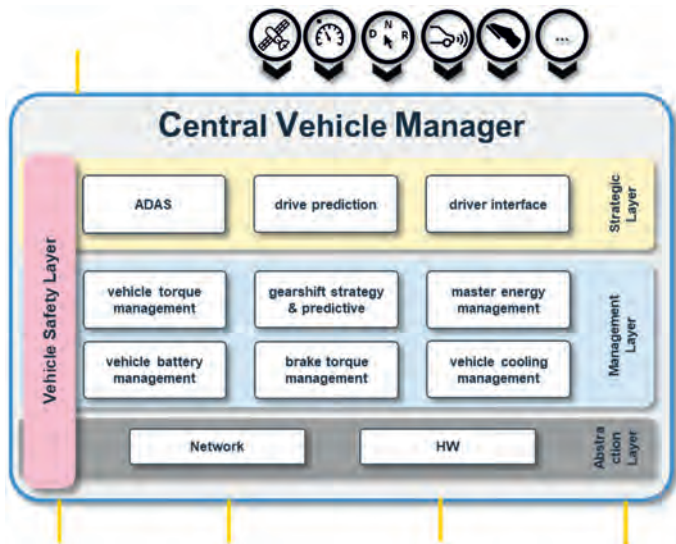 N
D R
...
Central Vehicle Manager
Vehicle Safety Layer
ADAS
drive prediction
driver interface
Strategic
Layer
vehicle torque
management
gearshift strategy
& predictive
master energy
management
vehicle battery
management
brake torque
management
vehicle cooling
management
Management
Layer
Network
HW
Abstra
ction
Layer